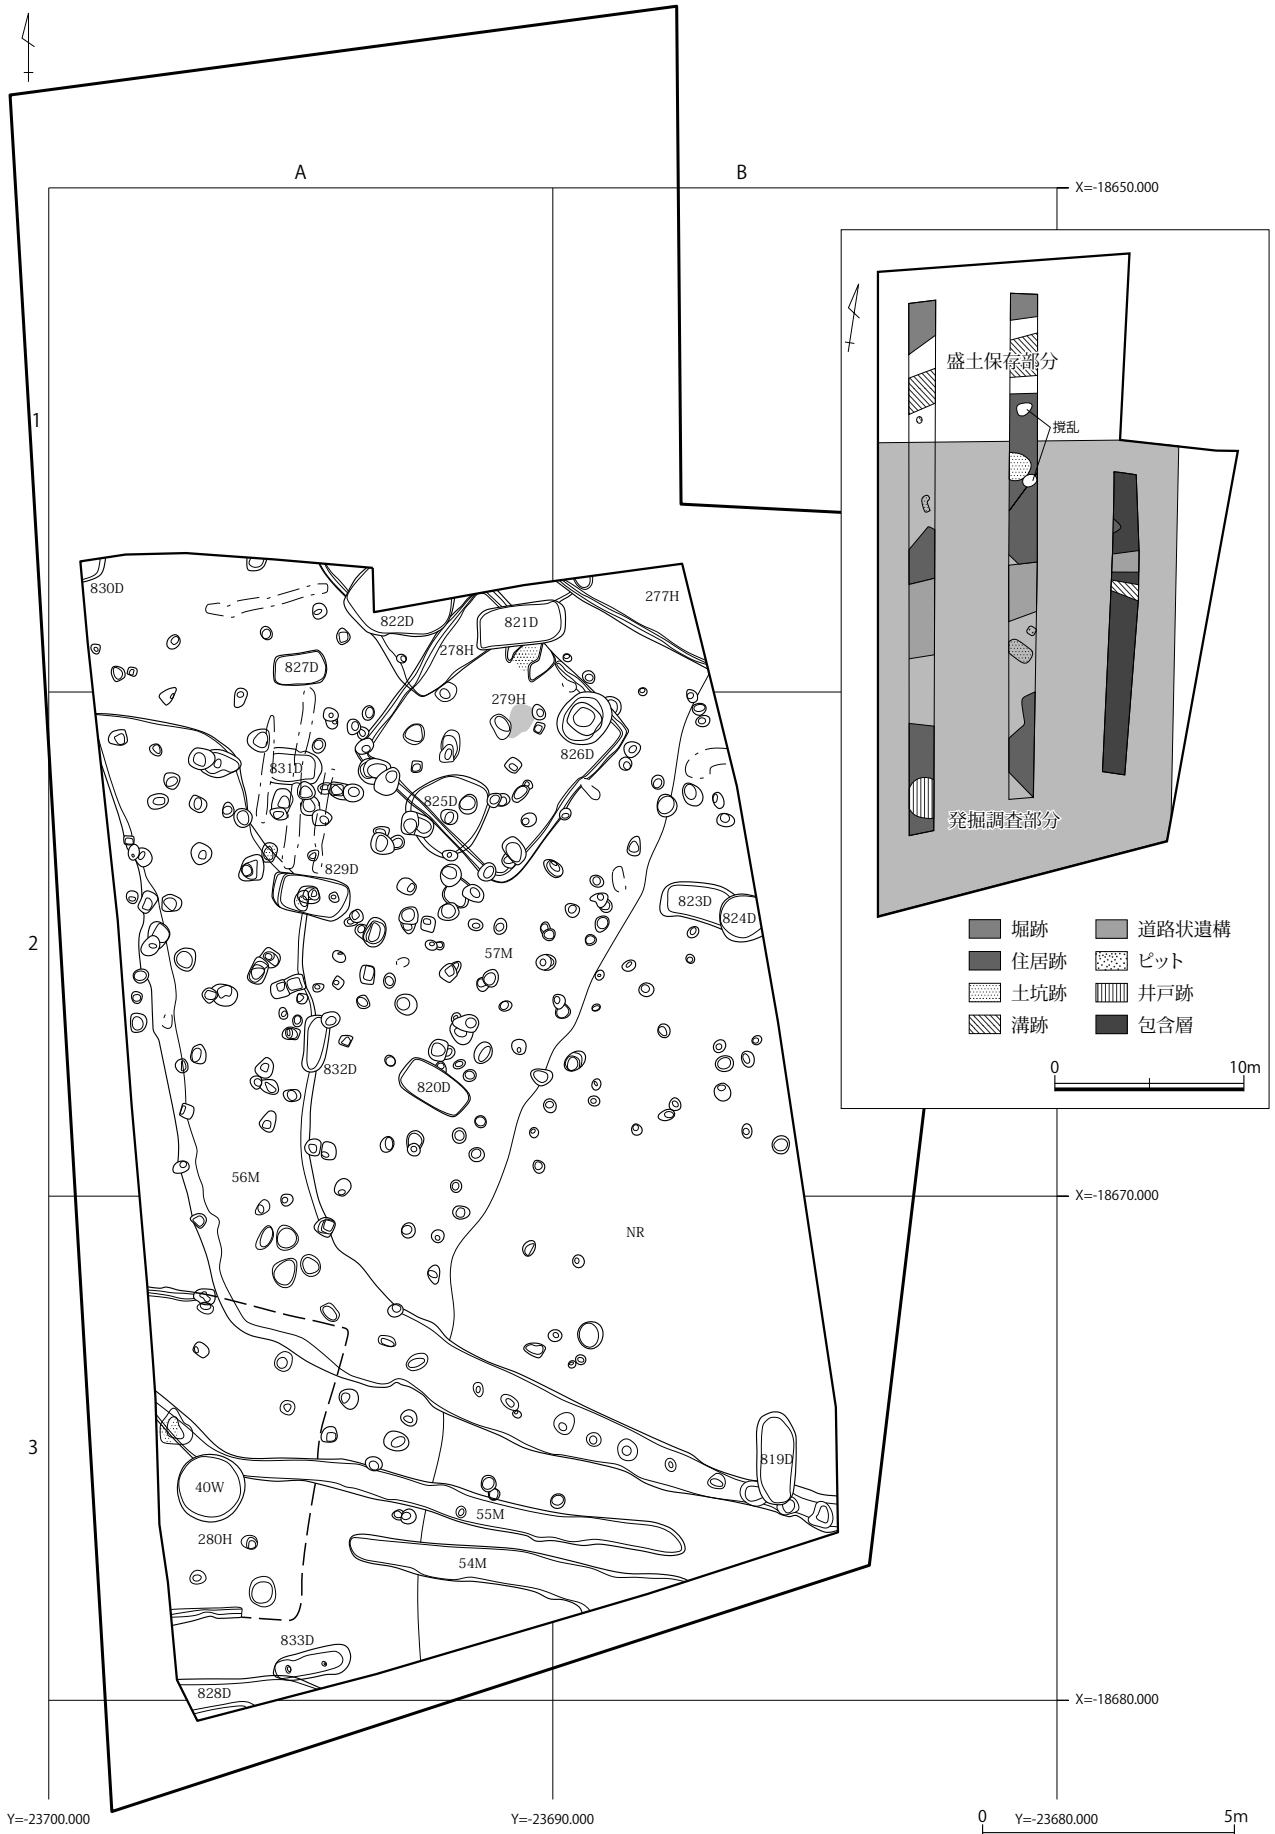 A
B
X=-18650.000
盛土保存部分
1
撹乱
830D
822D
821D
277H
278H
827D
279H
826D
831D
825D
発掘調査部分
829D
823D
824D
堀跡
道路状遺構
2
57M
住居跡
ピット
土坑跡
井戸跡
溝跡
包含層
832D
820D
0
10m
56M
X=-18670.000
NR
3
819D
40W
55M
280H
54M
833D
828D
X=-18680.000
Y=-23700.000
Y=-23690.000
Y=-23680.000
0
5m